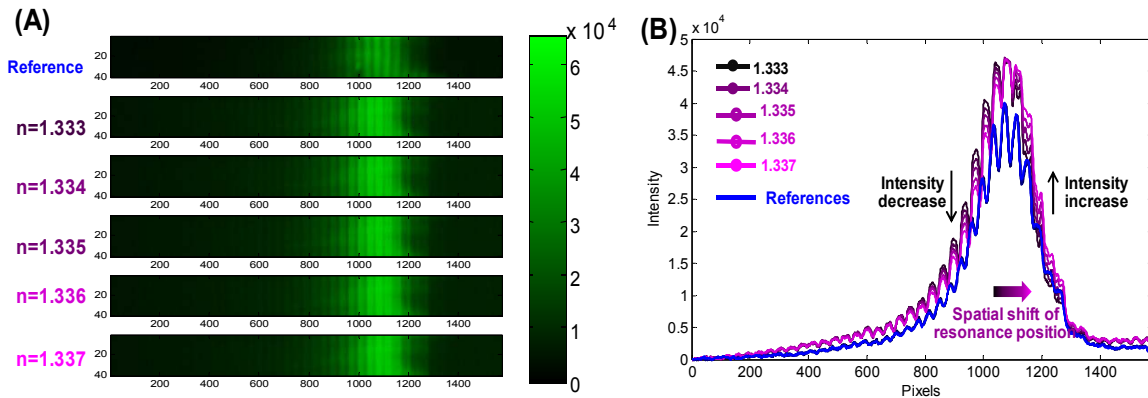 (A)
Reference
20
40
200 400 600 800 1000 1200 1400
n=1.333
20
40
200 400 600 800 1000 1200 1400
n=1.334
20
40
200 400 600 800 1000 1200 1400
n=1.335
20
40
200 400 600 800 1000 1200 1400
n=1.336
20
40
200 400 600 800 1000 1200 1400
n=1.337
20
40
200 400 600 800 1000 1200 1400
x 10^4
6
5
4
3
2
1
0
(B)
x 10^4
5
4.5
4
3.5
3
2.5
2
1.5
1
0.5
0
Intensity
1.333
1.334
1.335
1.336
1.337
References
Intensity
decrease
Intensity
increase
Spatial shift of
resonance position
0 200 400 600 800 1000 1200 1400
Pixels